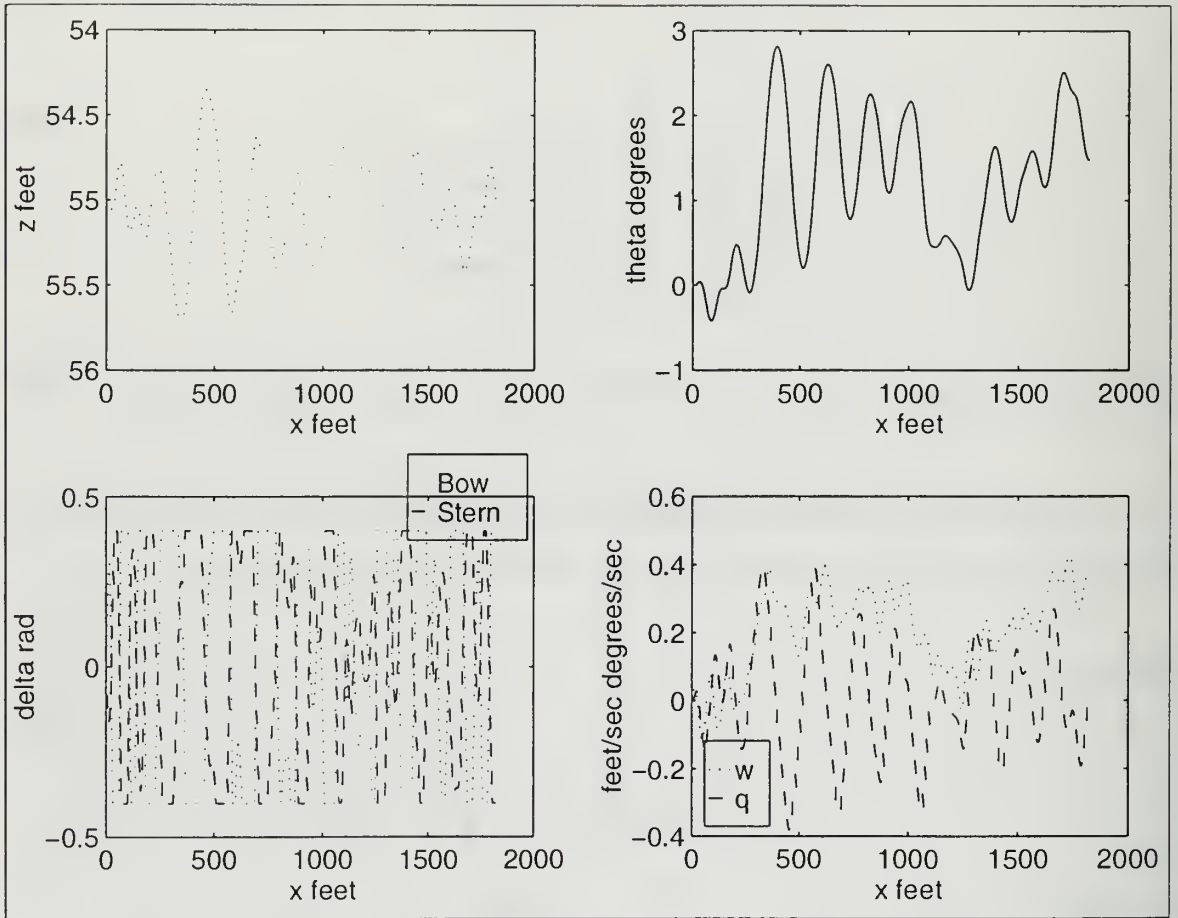 54
54.5
55
55.5
56
z feet
0 500 1000 1500 2000
x feet
3
2
1
0
−1
theta degrees
0 500 1000 1500 2000
x feet
0.5
0
−0.5
delta rad
Bow
Stern
0 500 1000 1500 2000
x feet
0.6
0.4
0.2
0
−0.2
−0.4
feet/sec degrees/sec
w
q
0 500 1000 1500 2000
x feet